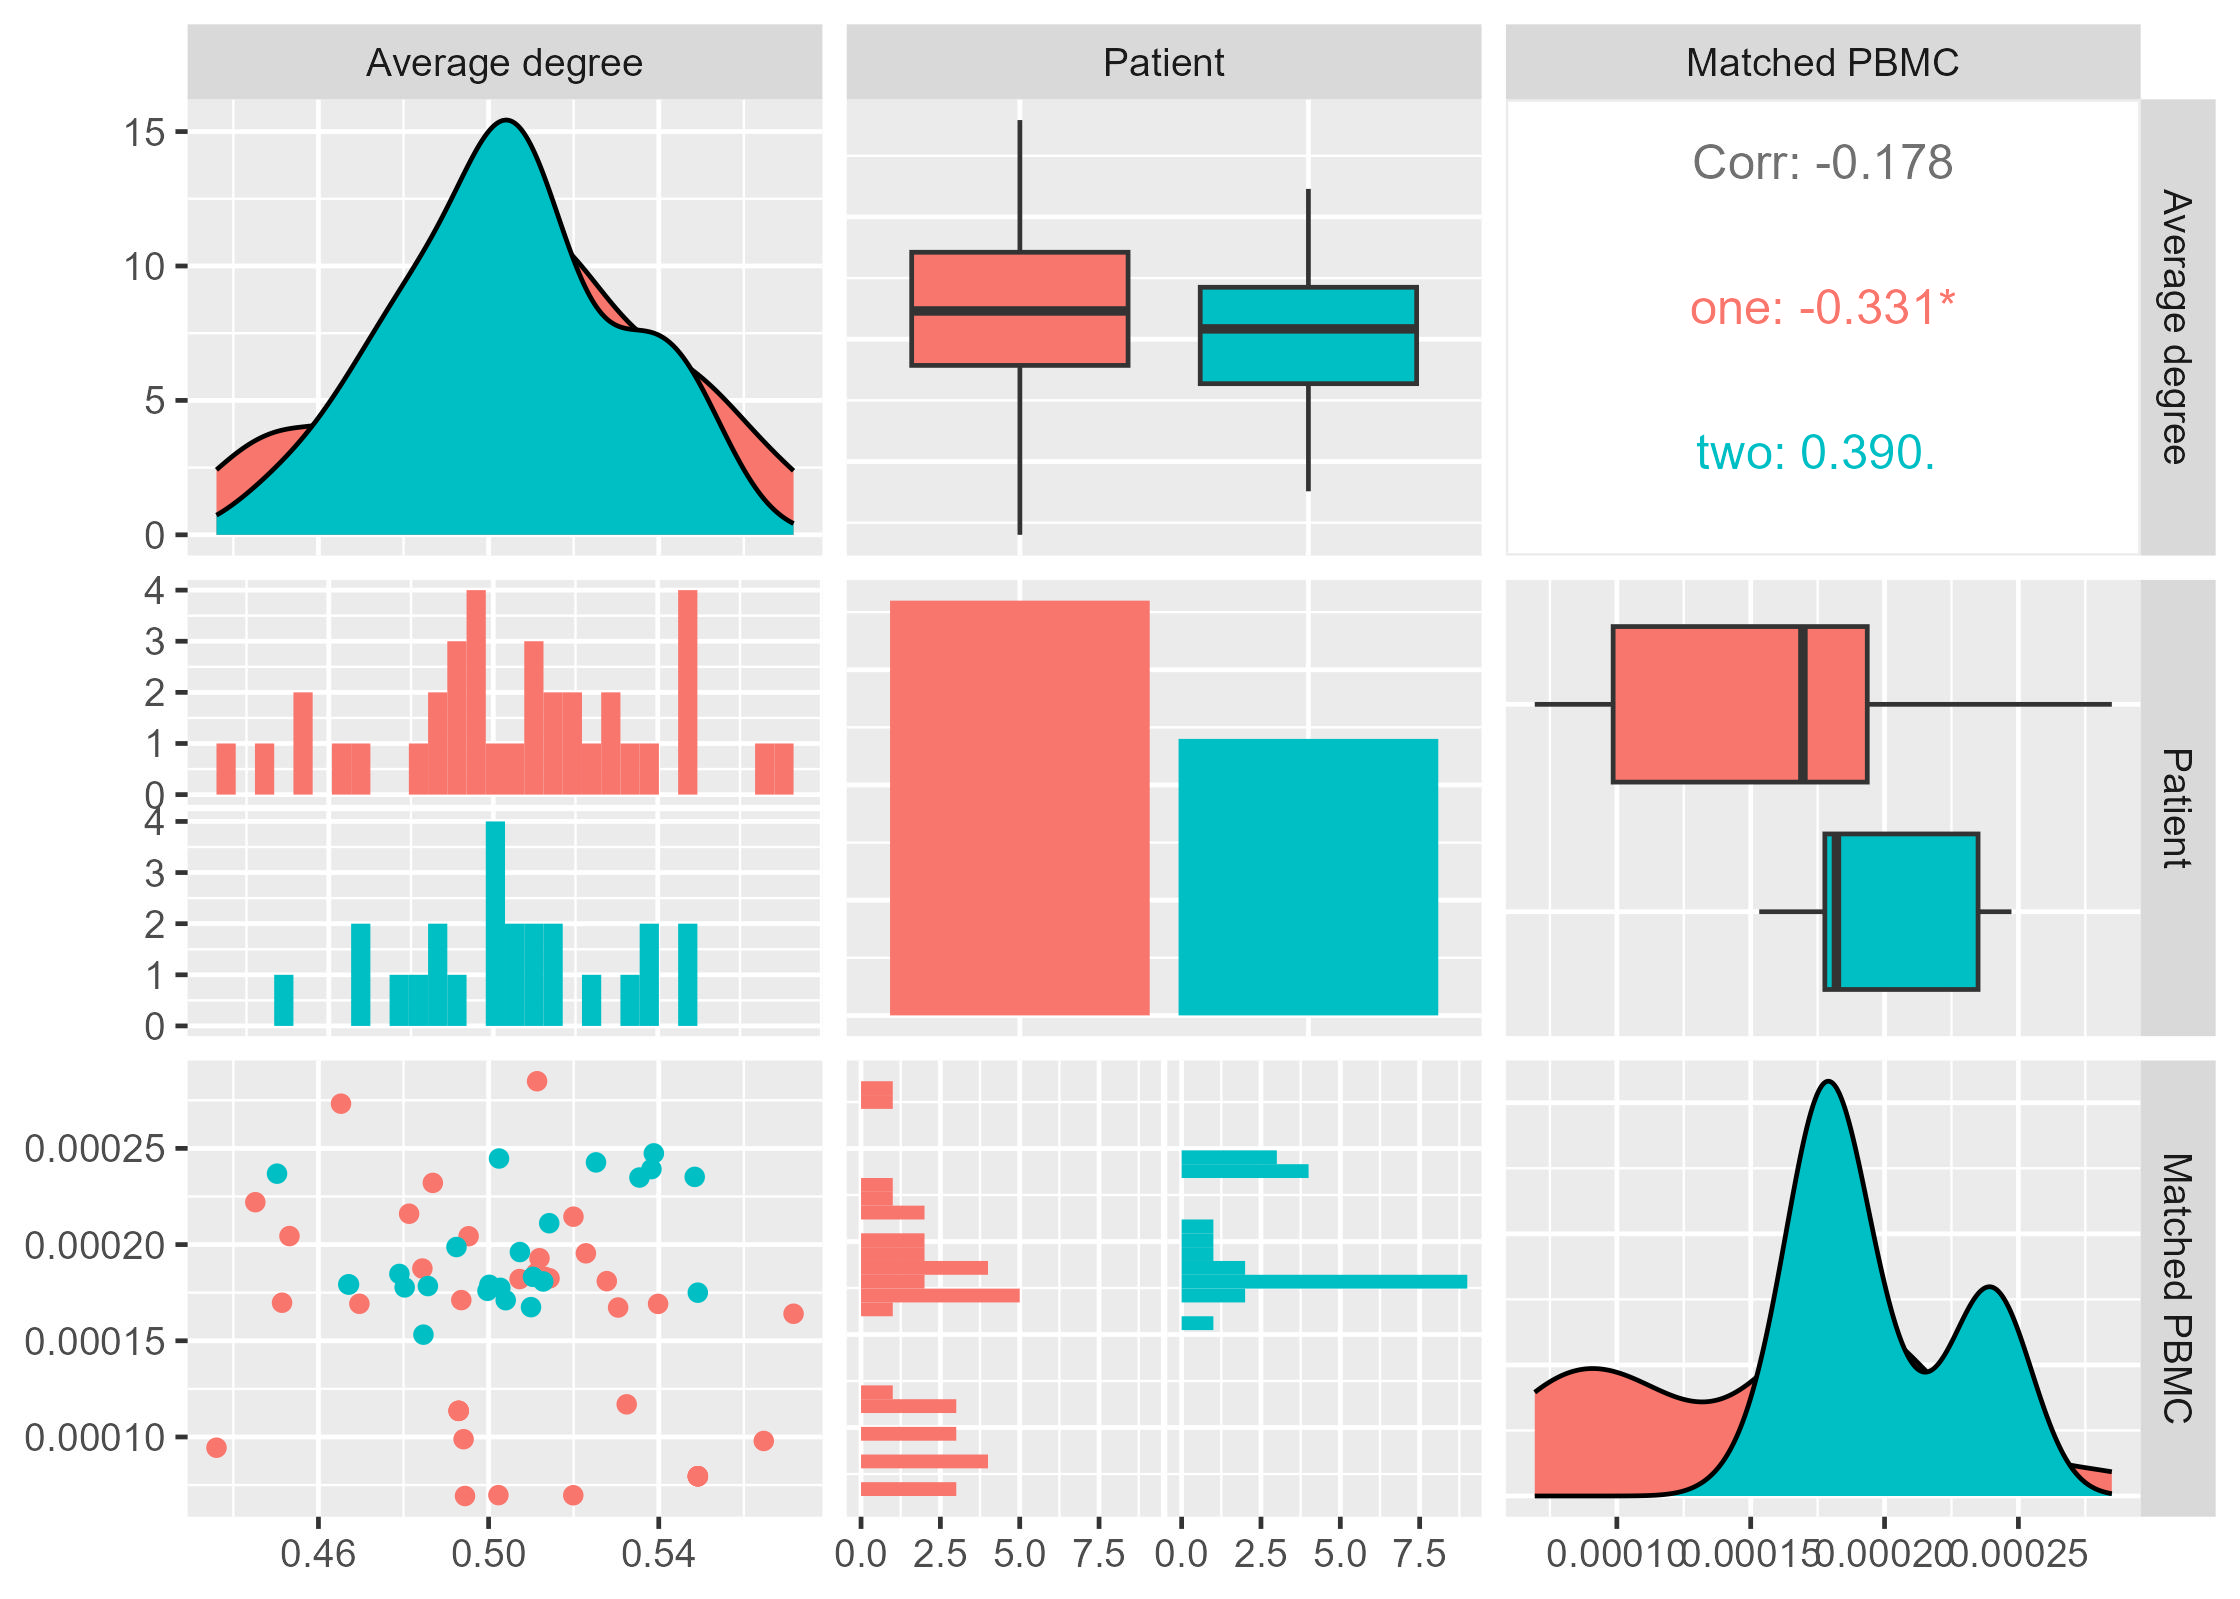 Average degree
Patient
Matched PBMC
15
10
5
0
Corr: -0.178
one: -0.331*
two: 0.390.
Average degree
4
3
2
1
0
4
3
2
1
0
Patient
0.00025
0.00020
0.00015
0.00010
Matched PBMC
0.46 0.50 0.54
0.0 2.5 5.0 7.5 0.0 2.5 5.0 7.5
0.00010 0.00015 0.00020 0.00025